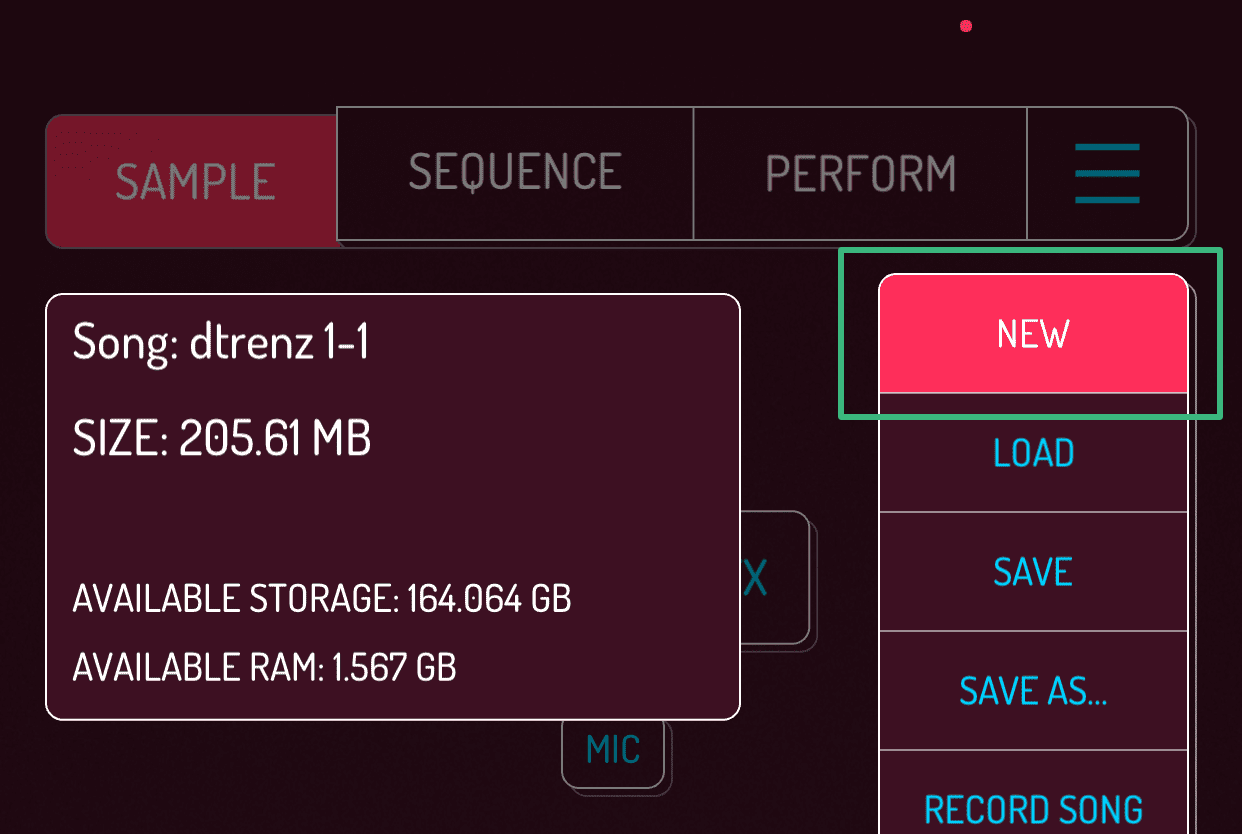 SAMPLE
SEQUENCE
PERFORM
Song: dtrenz 1-1
SIZE: 205.61 MB
AVAILABLE STORAGE: 164.064 GB
AVAILABLE RAM: 1.567 GB
X
MIC
NEW
LOAD
SAVE
SAVE AS...
RECORD SONG